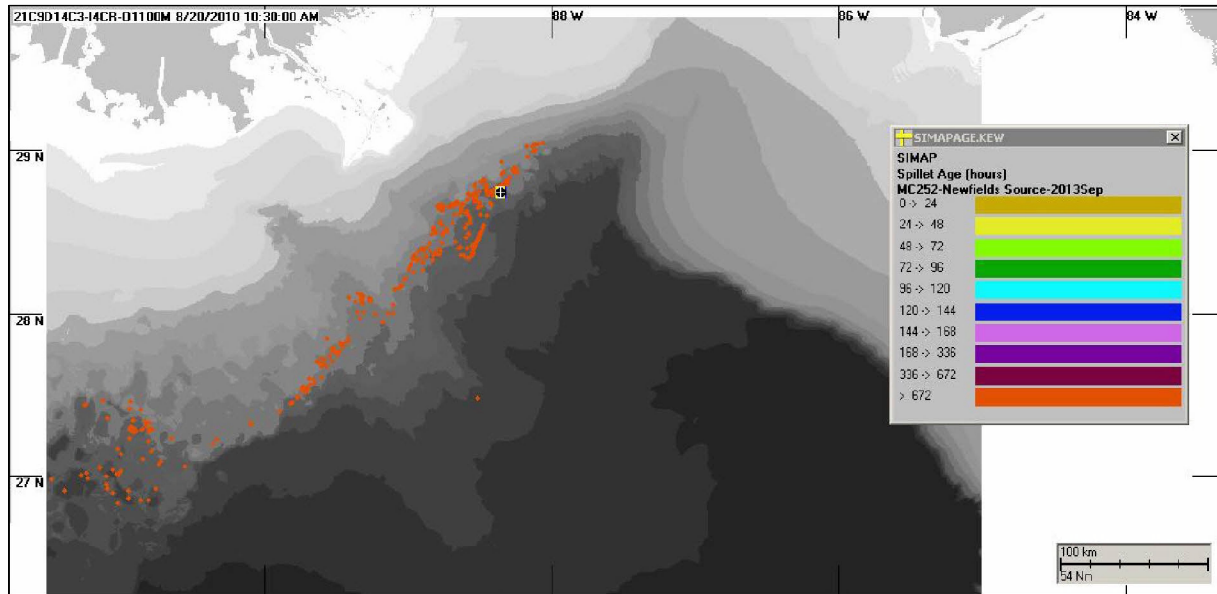 21C9D14C3-I4CR-O1100M 8/20/2010 10:30:00 AM
88 W
86 W
84 W
29 N
28 N
27 N
SIMAPAGE.KEW
SIMAP
Spillet Age (hours)
MC252-Newfields Source-2013Sep
0 -> 24
24 -> 48
48 -> 72
72 -> 96
96 -> 120
120 -> 144
144 -> 168
168 -> 336
336 -> 672
> 672
100 km
54 Nm